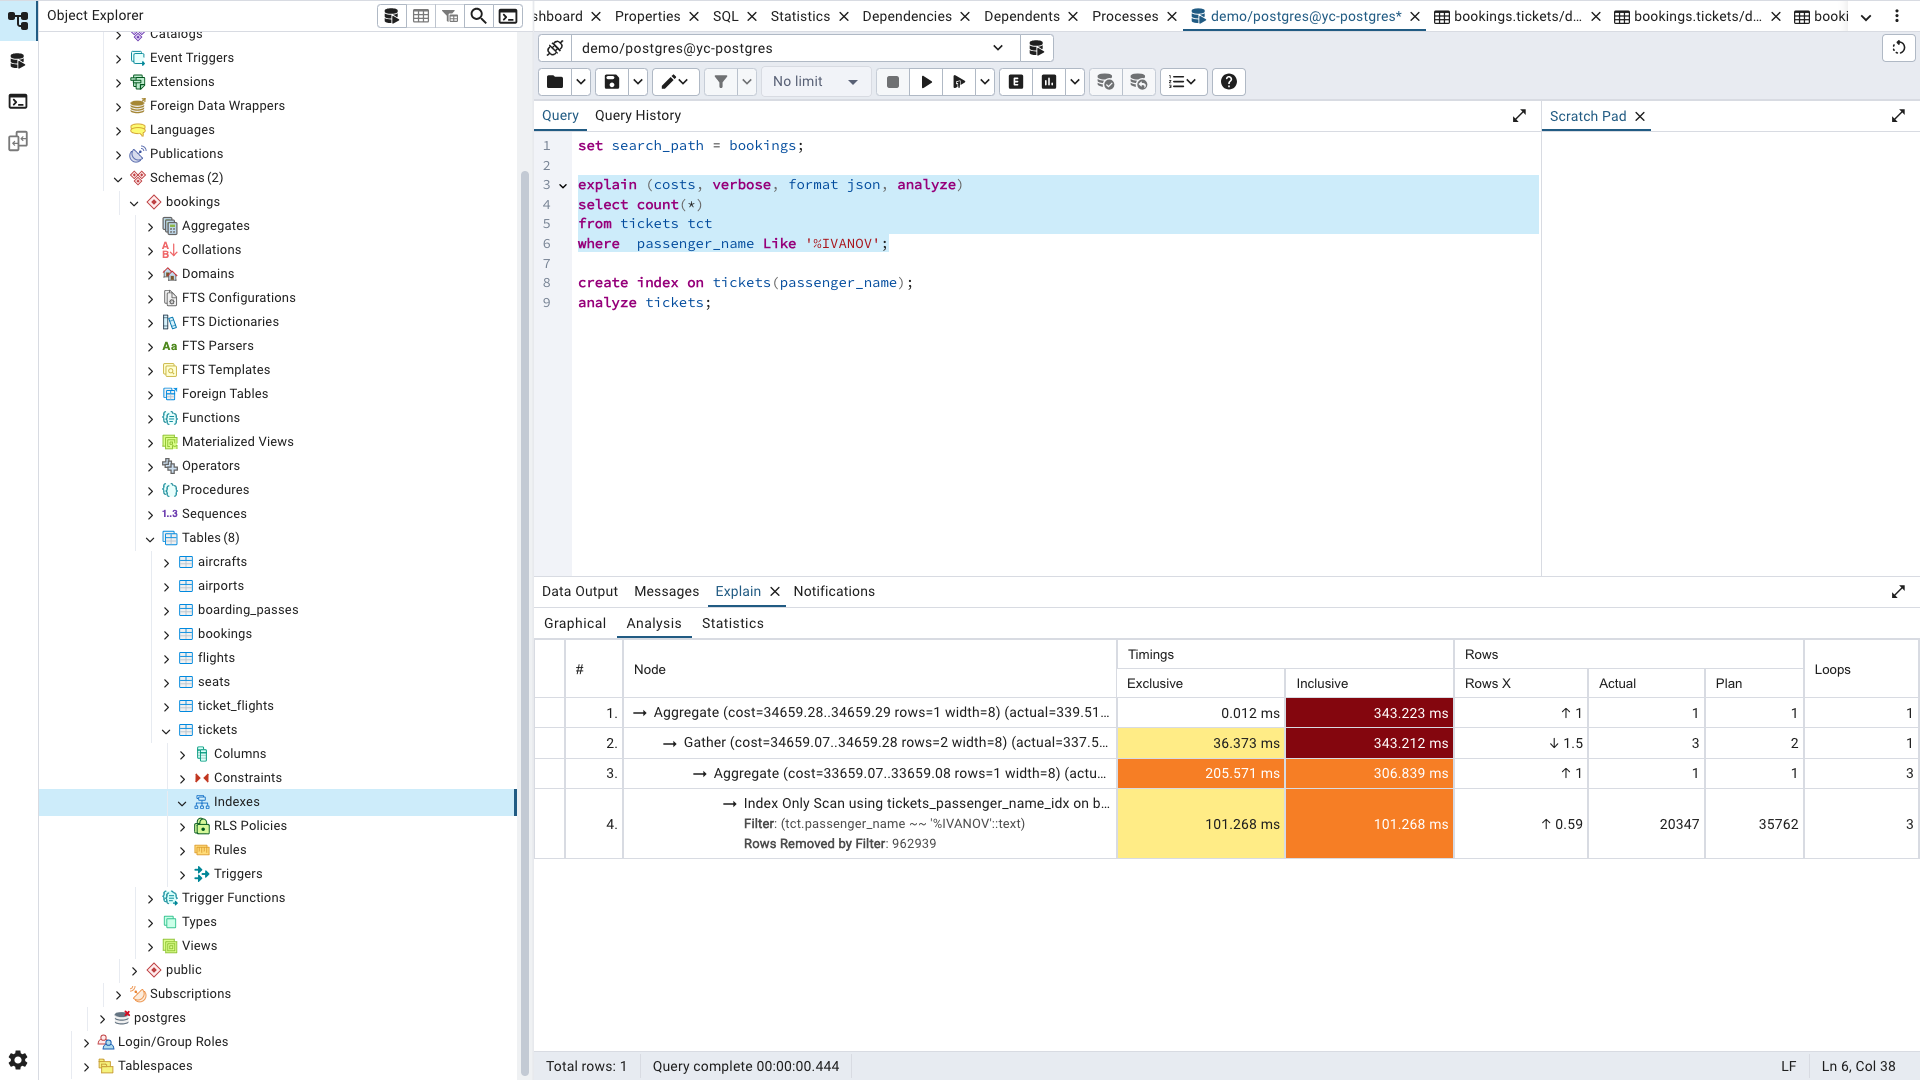 Object Explorer
shboard
Properties
SQL
Statistics
Dependencies
Dependents
Processes
demo/postgres@yc-postgres*
bookings.tickets/d...
bookings.tickets/d...
booki
Catalogs
Event Triggers
Extensions
Foreign Data Wrappers
Languages
Publications
Schemas (2)
bookings
Aggregates
Collations
Domains
FTS Configurations
FTS Dictionaries
Aa FTS Parsers
FTS Templates
Foreign Tables
Functions
Materialized Views
Operators
Procedures
1..3 Sequences
Tables (8)
aircrafts
airports
boarding_passes
bookings
flights
seats
ticket_flights
tickets
Columns
Constraints
Indexes
RLS Policies
Rules
Triggers
Trigger Functions
Types
Views
public
Subscriptions
postgres
Login/Group Roles
Tablespaces
demo/postgres@yc-postgres
No limit
E
Query
Query History
Scratch Pad
1 set search_path = bookings;
2
3 explain (costs, verbose, format json, analyze)
4 select count(*)
5 from tickets tct
6 where  passenger_name Like '%IVANOV';
7
8 create index on tickets(passenger_name);
9 analyze tickets;
Data Output
Messages
Explain
Notifications
Graphical
Analysis
Statistics
# Node Timings Rows Loops
Exclusive Inclusive Rows X Actual Plan
1. → Aggregate (cost=34659.28..34659.29 rows=1 width=8) (actual=339.51... 0.012 ms 343.223 ms ↑ 1 1 1 1
2. → Gather (cost=34659.07..34659.28 rows=2 width=8) (actual=337.5... 36.373 ms 343.212 ms ↓ 1.5 3 2 1
3. → Aggregate (cost=33659.07..33659.08 rows=1 width=8) (actu... 205.571 ms 306.839 ms ↑ 1 1 1 3
4. → Index Only Scan using tickets_passenger_name_idx on b... 101.268 ms 101.268 ms ↑ 0.59 20347 35762 3
Filter: (tct.passenger_name ~~ '%IVANOV'::text)
Rows Removed by Filter: 962939
Total rows: 1
Query complete 00:00:00.444
LF
Ln 6, Col 38